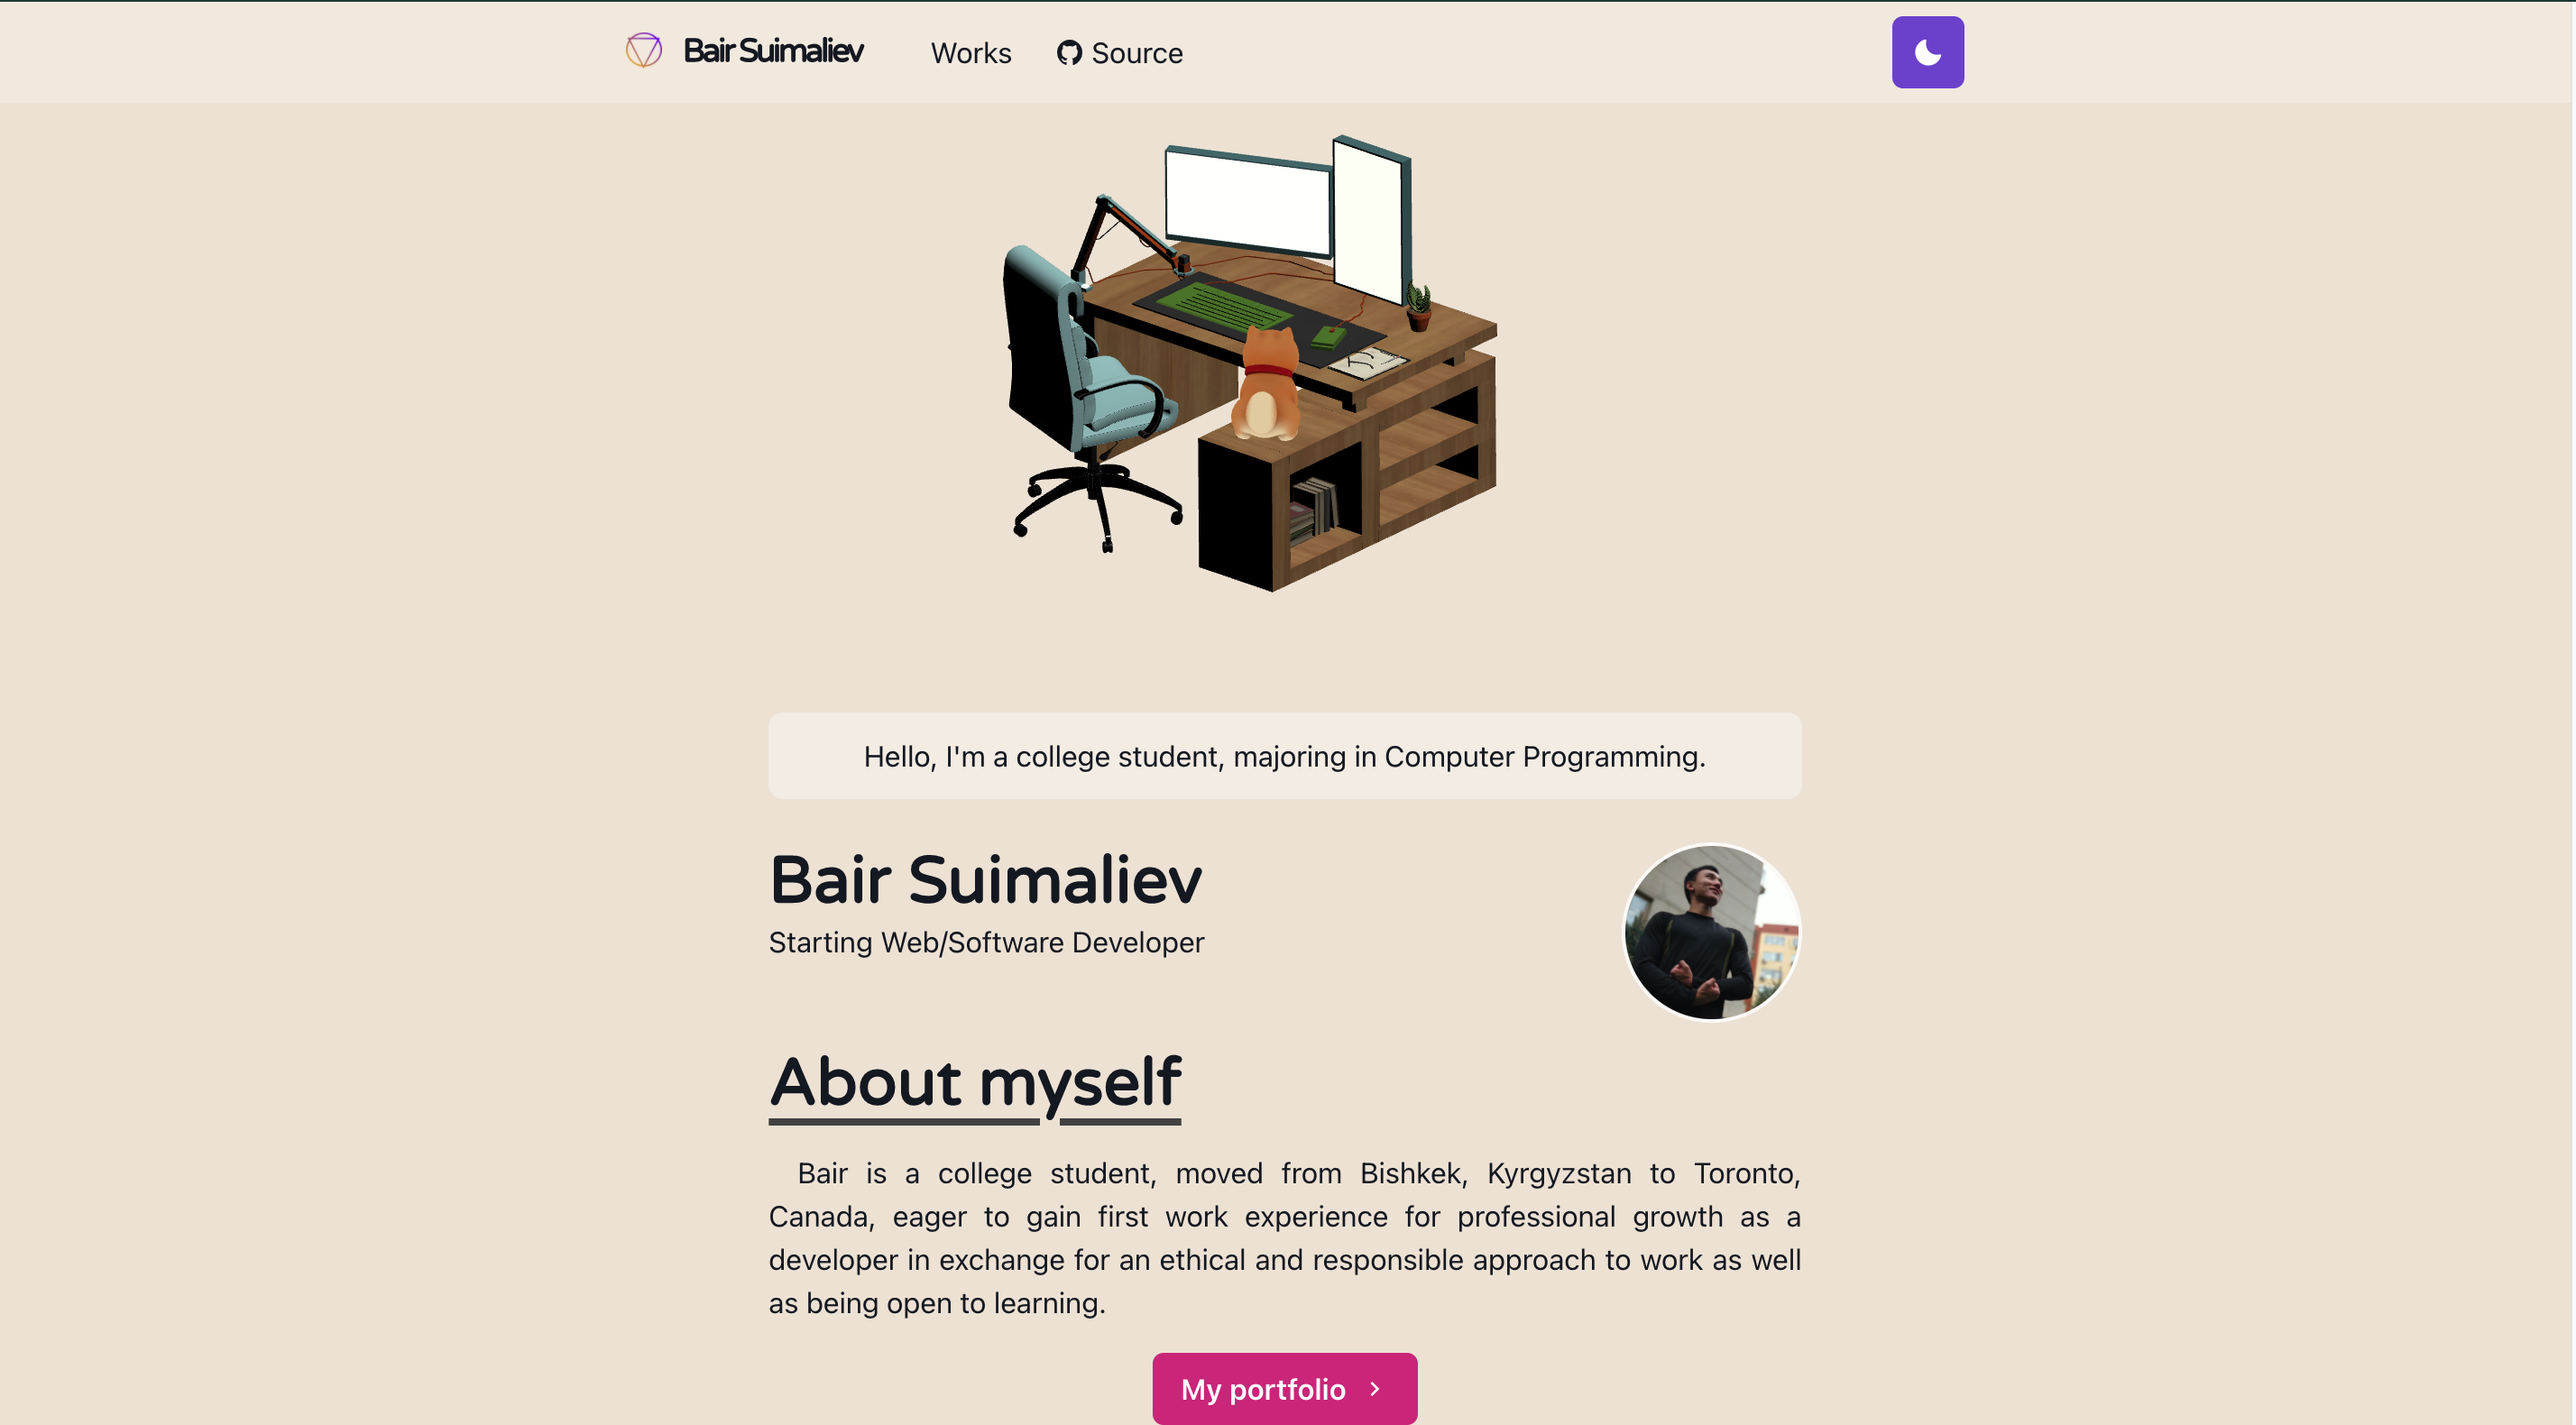 Bair Suimaliev Works Source
Hello, I'm a college student, majoring in Computer Programming.
Bair Suimaliev
Starting Web/Software Developer
About myself
Bair is a college student, moved from Bishkek, Kyrgyzstan to Toronto,
Canada, eager to gain first work experience for professional growth as a
developer in exchange for an ethical and responsible approach to work as well
as being open to learning.
My portfolio